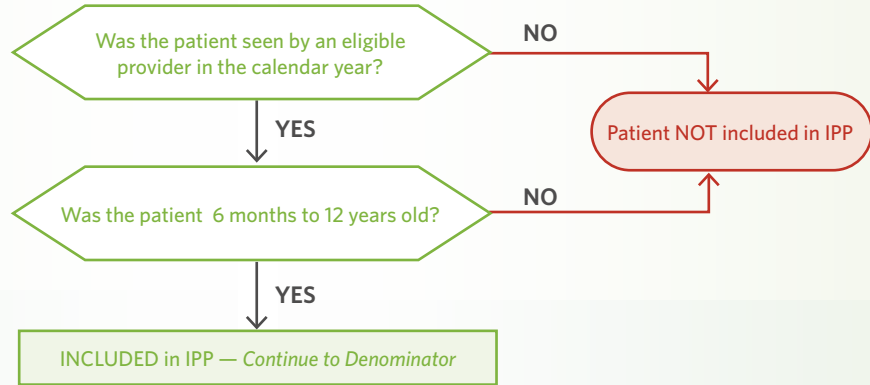 Was the patient seen by an eligible
provider in the calendar year?
NO
Patient NOT included in IPP
YES
Was the patient 6 months to 12 years old?
NO
YES
INCLUDED in IPP — Continue to Denominator